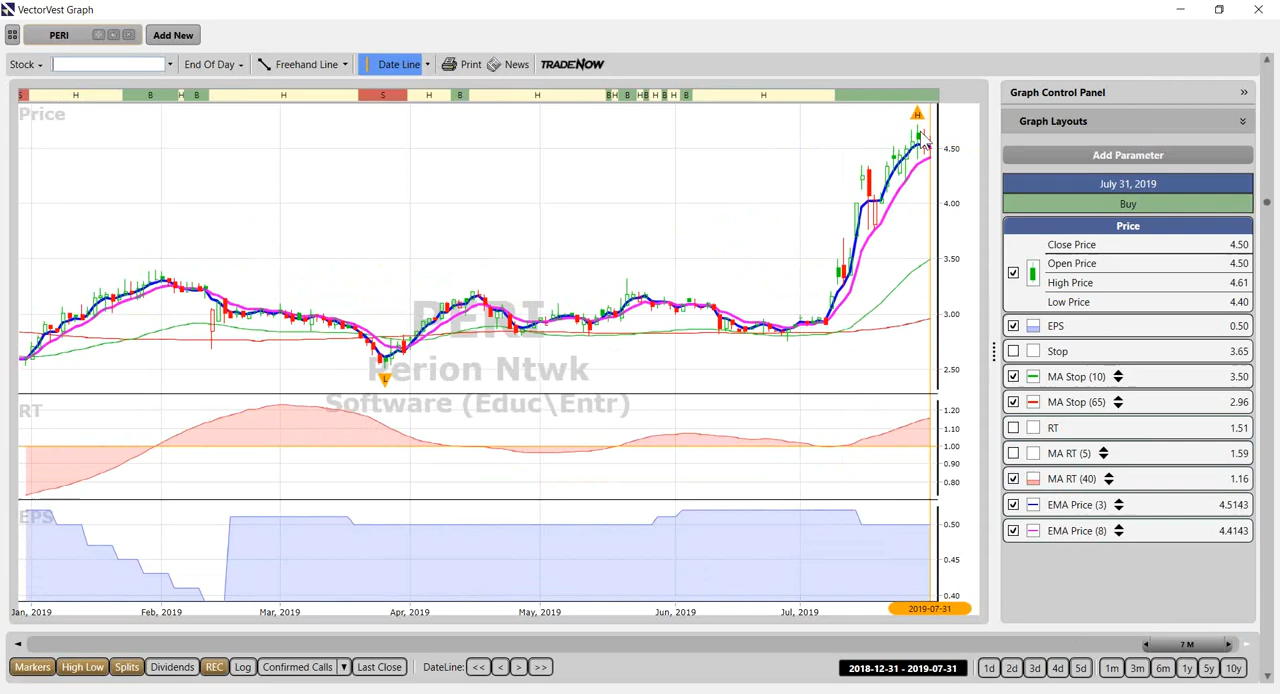 VectorVest Graph
PERI
Add New
Stock
End Of Day
Freehand Line
Date Line
Print
News
TRADENOW
S H B H B H S H B H B H B H B H B H
Price
H
4.50
4.00
3.50
3.00
2.50
PERI
Perion Ntwk
Software (Educ\Entr)
L
RT
1.20
1.10
1.00
0.90
0.80
EPS
0.50
0.45
0.40
Jan, 2019 Feb, 2019 Mar, 2019 Apr, 2019 May, 2019 Jun, 2019 Jul, 2019 2019-07-31
Graph Control Panel
Graph Layouts
Add Parameter
July 31, 2019
Buy
Price
Close Price 4.50
Open Price 4.50
High Price 4.61
Low Price 4.40
EPS 0.50
Stop 3.65
MA Stop (10) 3.50
MA Stop (65) 2.96
RT 1.51
MA RT (5) 1.59
MA RT (40) 1.16
EMA Price (3) 4.5143
EMA Price (8) 4.4143
7 M
Markers High Low Splits Dividends REC Log Confirmed Calls Last Close DateLine: << < > >> 2018-12-31 - 2019-07-31 1d 2d 3d 4d 5d 1m 3m 6m 1y 5y 10y